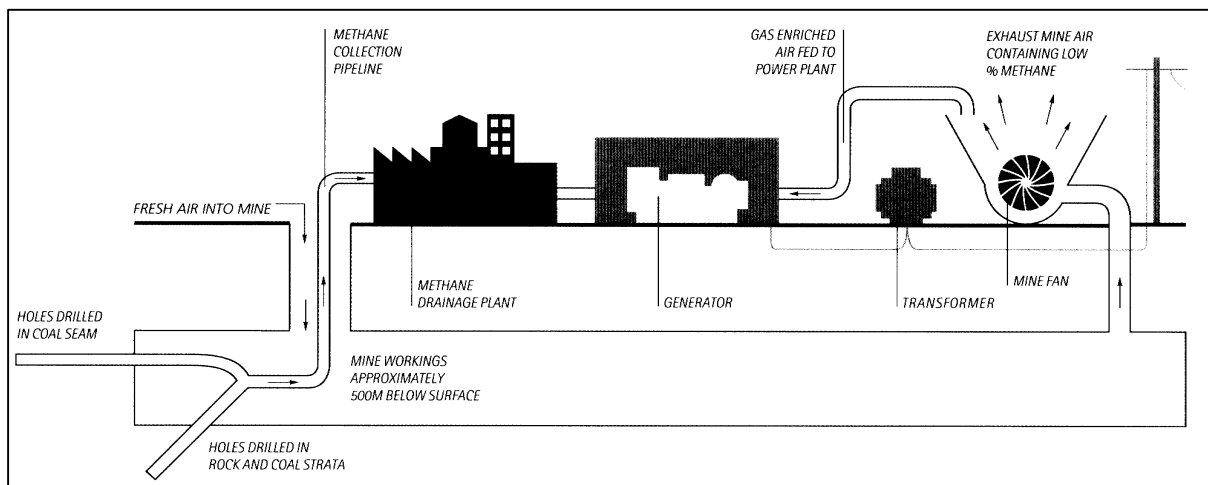 METHANE
COLLECTION
PIPELINE
GAS ENRICHED
AIR FED TO
POWER PLANT
EXHAUST MINE AIR
CONTAINING LOW
% METHANE
FRESH AIR INTO MINE
METHANE
DRAINAGE PLANT
GENERATOR
TRANSFORMER
MINE FAN
HOLES DRILLED
IN COAL SEAM
MINE WORKINGS
APPROXIMATELY
500M BELOW SURFACE
HOLES DRILLED IN
ROCK AND COAL STRATA